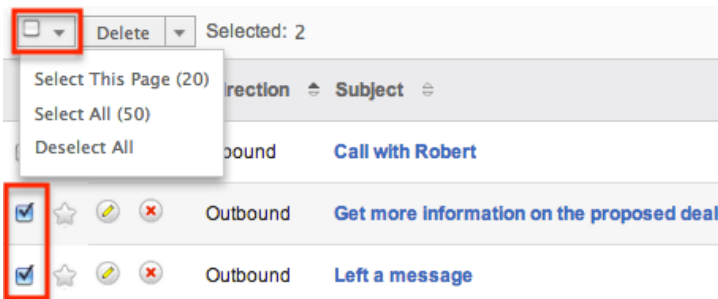 Delete Selected: 2
Select This Page (20)
rection Subject
Select All (50)
Deselect All
bound Call with Robert
Outbound Get more information on the proposed deal
Outbound Left a message